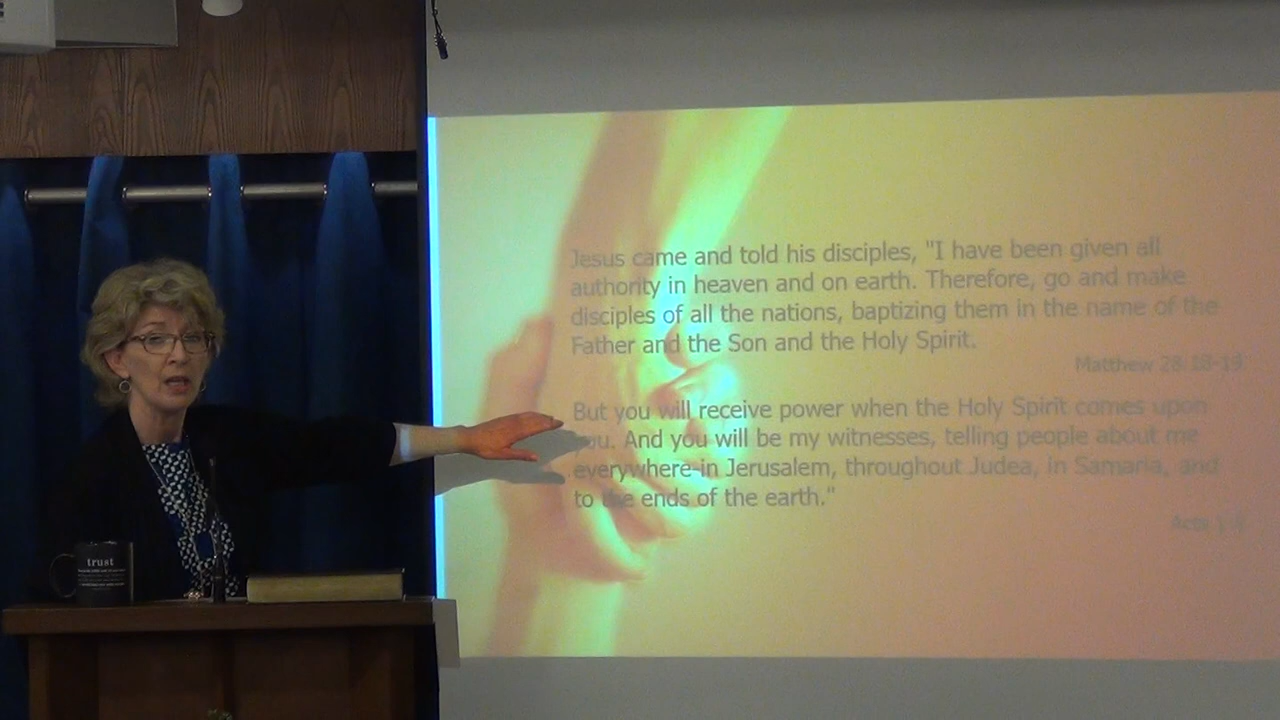 Jesus came and told his disciples, "I have been given all
authority in heaven and on earth. Therefore, go and make
disciples of all the nations, baptizing them in the name of the
Father and the Son and the Holy Spirit.
Matthew 28:18-19
But you will receive power when the Holy Spirit comes upon
you. And you will be my witnesses, telling people about me
everywhere-in Jerusalem, throughout Judea, in Samaria, and
to the ends of the earth."
Acts 1:8
trust